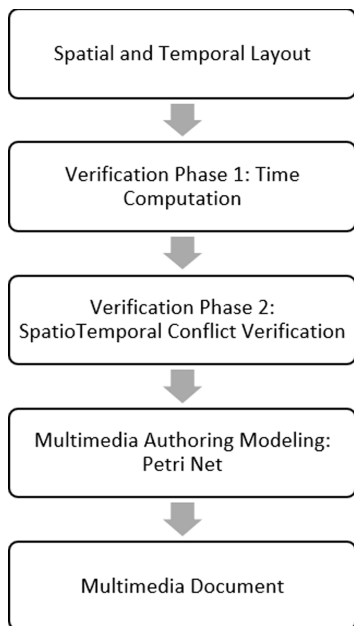 Spatial and Temporal Layout
Verification Phase 1: Time
Computation
Verification Phase 2:
SpatioTemporal Conflict Verification
Multimedia Authoring Modeling:
Petri Net
Multimedia Document